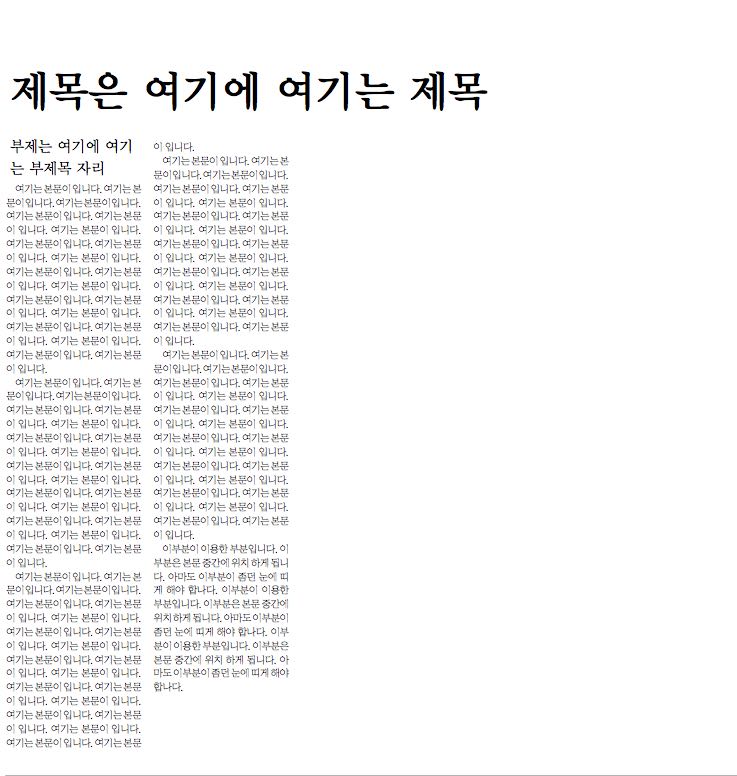 제목은 여기에 여기는 제목
부제는 여기에 여기
는 부제목 자리
여기는 본문이 입니다. 여기는 본
문이 입니다. 여기는 본문이 입니다.
여기는 본문이 입니다. 여기는 본문
이 입니다. 여기는 본문이 입니다.
여기는 본문이 입니다. 여기는 본문
이 입니다. 여기는 본문이 입니다.
여기는 본문이 입니다. 여기는 본문
이 입니다. 여기는 본문이 입니다.
여기는 본문이 입니다. 여기는 본문
이 입니다. 여기는 본문이 입니다.
여기는 본문이 입니다. 여기는 본문
이 입니다. 여기는 본문이 입니다.
여기는 본문이 입니다. 여기는 본문
이 입니다.
여기는 본문이 입니다. 여기는 본
문이 입니다. 여기는 본문이 입니다.
여기는 본문이 입니다. 여기는 본문
이 입니다. 여기는 본문이 입니다.
여기는 본문이 입니다. 여기는 본문
이 입니다. 여기는 본문이 입니다.
여기는 본문이 입니다. 여기는 본문
이 입니다. 여기는 본문이 입니다.
여기는 본문이 입니다. 여기는 본문
이 입니다. 여기는 본문이 입니다.
여기는 본문이 입니다. 여기는 본문
이 입니다. 여기는 본문이 입니다.
여기는 본문이 입니다. 여기는 본문
이 입니다.
여기는 본문이 입니다. 여기는 본
문이 입니다. 여기는 본문이 입니다.
여기는 본문이 입니다. 여기는 본문
이 입니다. 여기는 본문이 입니다.
여기는 본문이 입니다. 여기는 본문
이 입니다. 여기는 본문이 입니다.
여기는 본문이 입니다. 여기는 본문
이 입니다. 여기는 본문이 입니다.
여기는 본문이 입니다. 여기는 본문
이 입니다. 여기는 본문이 입니다.
여기는 본문이 입니다. 여기는 본문
이 입니다. 여기는 본문이 입니다.
여기는 본문이 입니다. 여기는 본문
이 입니다.
여기는 본문이 입니다. 여기는 본
문이 입니다. 여기는 본문이 입니다.
여기는 본문이 입니다. 여기는 본문
이 입니다. 여기는 본문이 입니다.
여기는 본문이 입니다. 여기는 본문
이 입니다. 여기는 본문이 입니다.
여기는 본문이 입니다. 여기는 본문
이 입니다. 여기는 본문이 입니다.
여기는 본문이 입니다. 여기는 본문
이 입니다. 여기는 본문이 입니다.
여기는 본문이 입니다. 여기는 본문
이 입니다. 여기는 본문이 입니다.
여기는 본문이 입니다. 여기는 본문
이 입니다.
여기는 본문이 입니다. 여기는 본
문이 입니다. 여기는 본문이 입니다.
여기는 본문이 입니다. 여기는 본문
이 입니다. 여기는 본문이 입니다.
여기는 본문이 입니다. 여기는 본문
이 입니다. 여기는 본문이 입니다.
여기는 본문이 입니다. 여기는 본문
이 입니다. 여기는 본문이 입니다.
여기는 본문이 입니다. 여기는 본문
이 입니다. 여기는 본문이 입니다.
여기는 본문이 입니다. 여기는 본문
이 입니다. 여기는 본문이 입니다.
여기는 본문이 입니다. 여기는 본문
이 입니다.
이부분이 이용한 부분입니다. 이
부분은 본문 중간에 위치 하게 됩니
다. 아마도 이부분이 좀던 눈에 띠
게 해야 합나다. 이부분이 이용한
부분입니다. 이부분은 본문 중간에
위치 하게 됩니다. 아마도 이부분이
좀던 눈에 띠게 해야 합나다. 이부
분이 이용한 부분입니다. 이부분은
본문 중간에 위치 하게 됩니다. 아
마도 이부분이 좀던 눈에 띠게 해야
합나다.